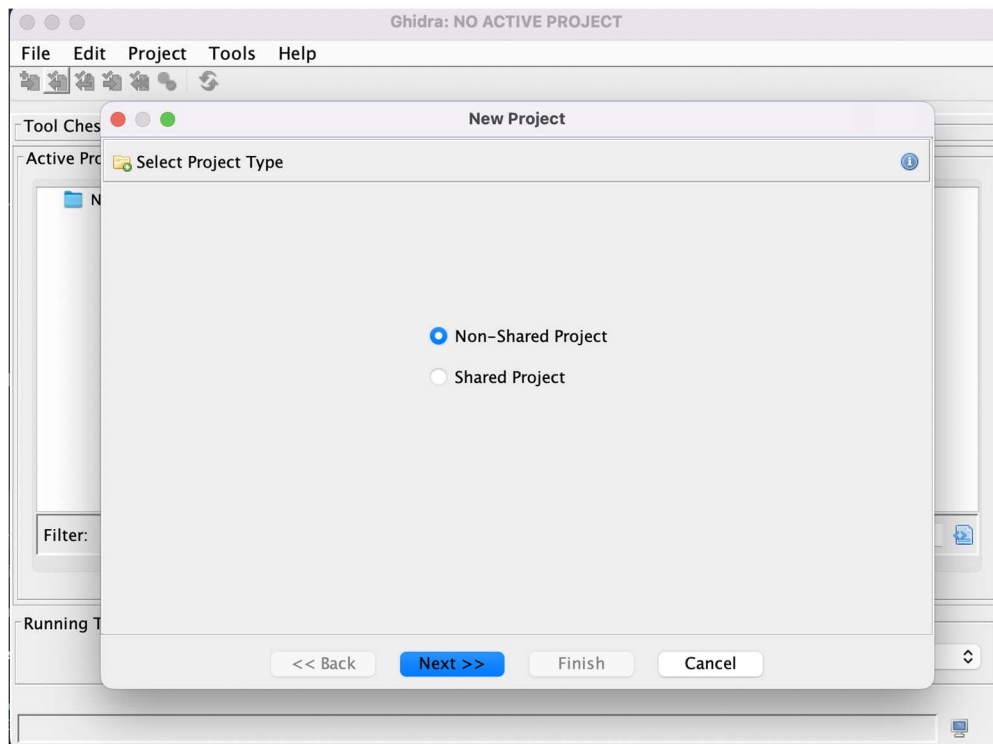 Ghidra: NO ACTIVE PROJECT
File Edit Project Tools Help
Tool Ches
New Project
Active Pro
Select Project Type
N
Non-Shared Project
Shared Project
Filter:
Running T
<< Back Next >> Finish Cancel